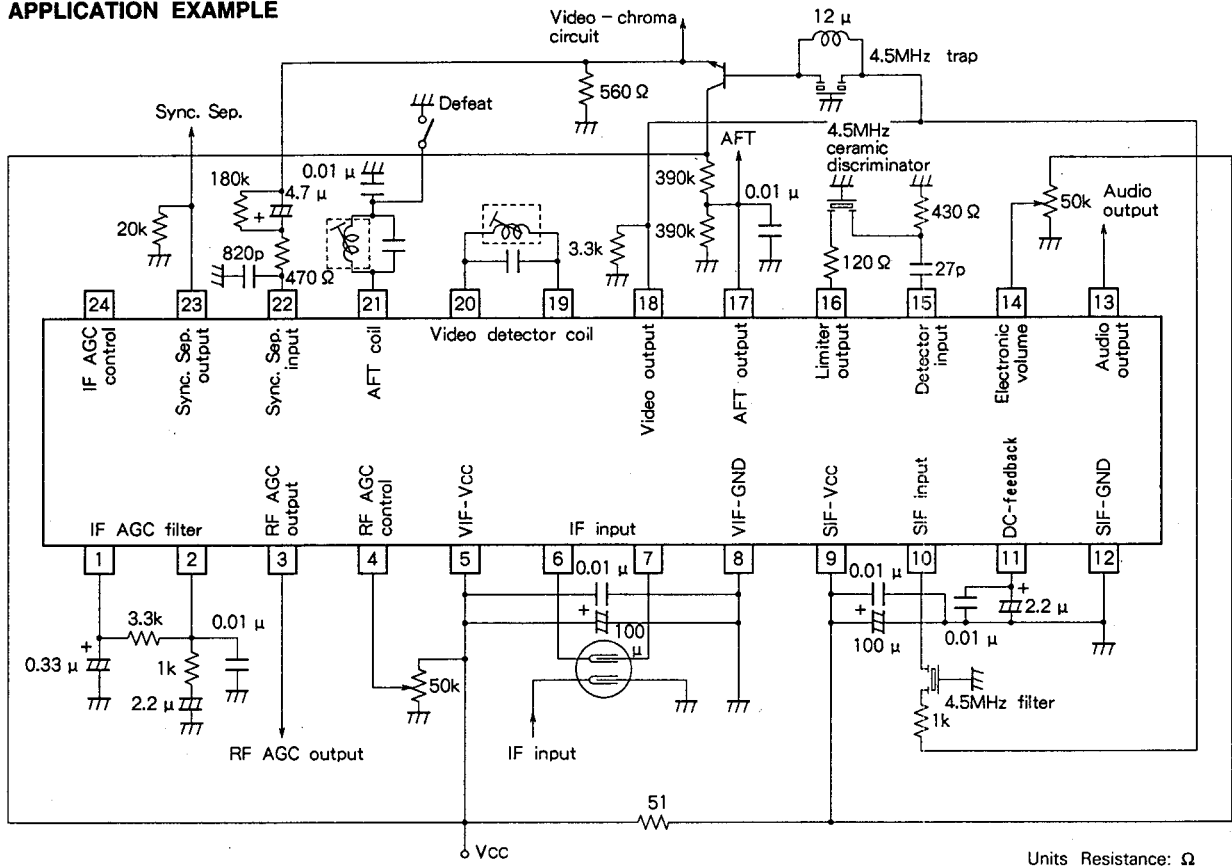 APPLICATION EXAMPLE
Video - chroma
circuit
12 μ
4.5MHz trap
560 Ω
Defeat
Sync. Sep.
AFT
4.5MHz
ceramic
discriminator
0.01 μ
180k
4.7 μ
+
390k
0.01 μ
50k
Audio
output
20k
430 Ω
390k
3.3k
820p
470 Ω
120 Ω
27p
24
23
22
21
20
19
18
17
16
15
14
13
IF AGC
control
Sync. Sep.
output
Sync. Sep.
input
AFT coil
Video detector coil
Video output
AFT output
Limiter
output
Detector
input
Electronic
volume
Audio
output
IF AGC filter
RF AGC
output
RF AGC
control
VIF-Vcc
IF input
VIF-GND
SIF-Vcc
SIF input
DC-feedback
SIF-GND
1
2
3
4
5
6
7
8
9
10
11
12
0.01 μ
+
100
μ
0.01 μ
+
100 μ
0.01 μ
+
2.2 μ
3.3k
0.01 μ
+
0.33 μ
1k
2.2 μ
50k
4.5MHz filter
1k
RF AGC output
IF input
51
Vcc
Units Resistance: Ω